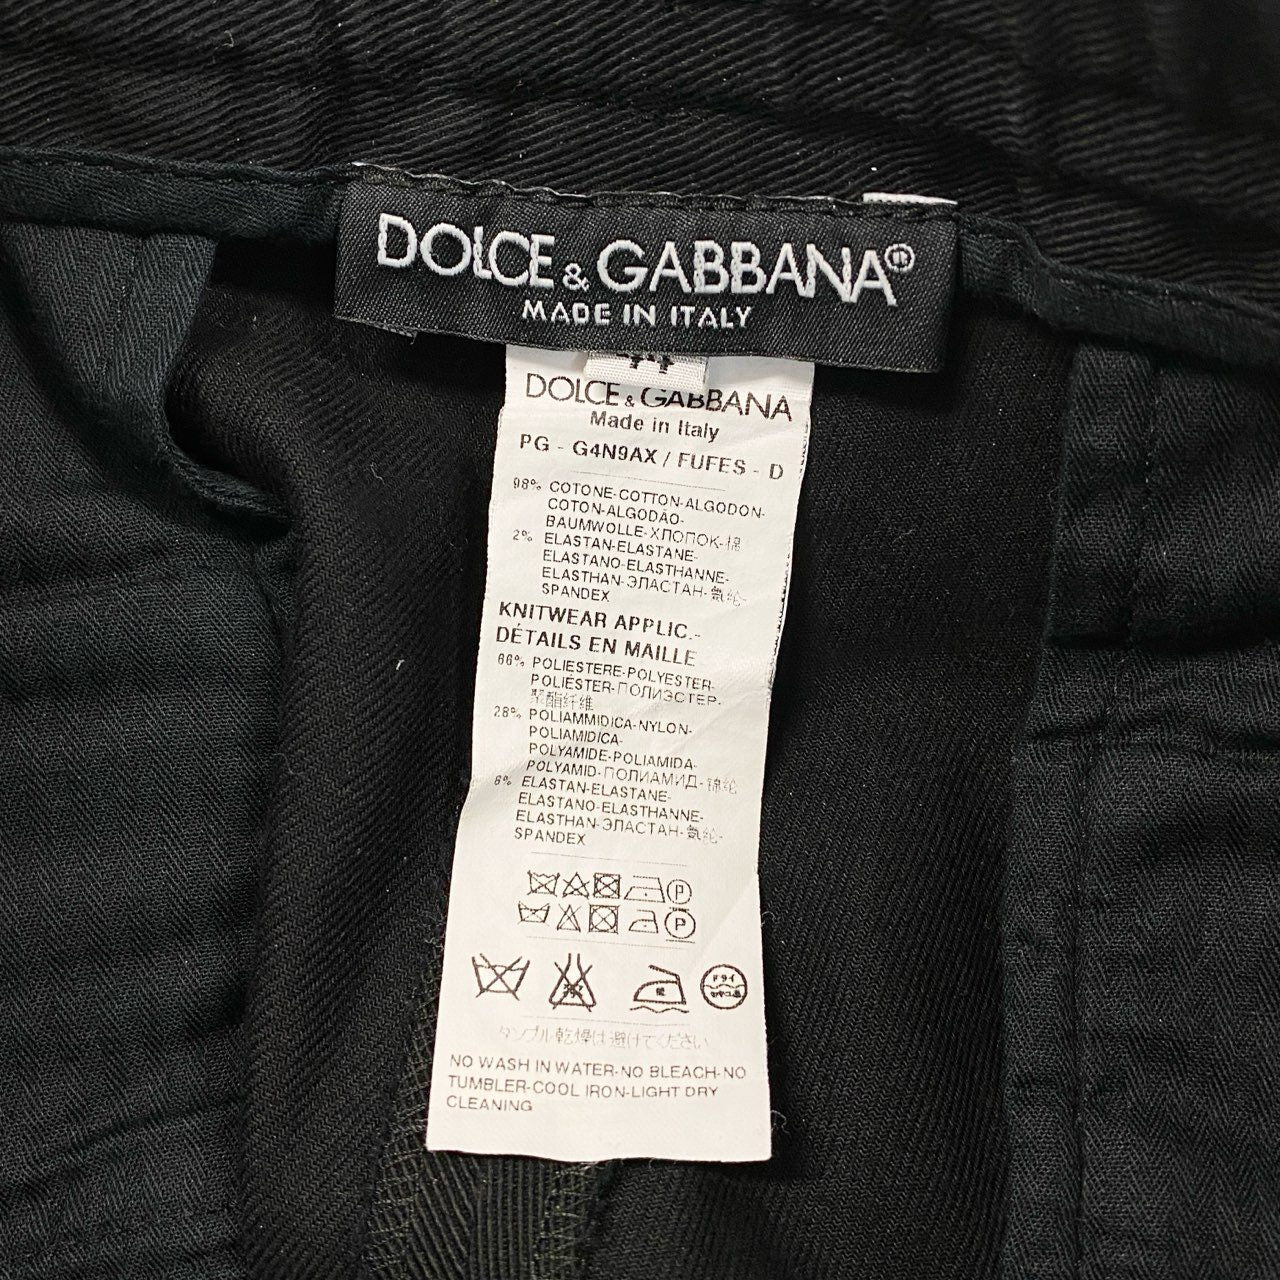 DOLCE & GABBANA®
MADE IN ITALY
44
DOLCE & GABBANA
Made in Italy
PG - G4N9AX / FUFES - D
98% COTONE-COTTON-ALGODON-
COTON-ALGODÃO-
BAUMWOLLE-ХЛОПОК-棉
2% ELASTAN-ELASTANE-
ELASTANO-ELASTHANNE-
ELASTHAN-ЭЛАСТАН-氨纶-
SPANDEX
KNITWEAR APPLIC.-
DÉTAILS EN MAILLE
66% POLIESTERE-POLYESTER-
POLIÉSTER-ПОЛИЭСТЕР-
聚酯纤维
28% POLIAMMIDICA-NYLON-
POLIAMIDICA-
POLYAMIDE-POLIAMIDA-
POLYAMID-ПОЛИАМИД-锦纶
6% ELASTAN-ELASTANE-
ELASTANO-ELASTHANNE-
ELASTHAN-ЭЛАСТАН-氨纶-
SPANDEX
P
P
ドライ
タンブル乾燥は避けてください
NO WASH IN WATER-NO BLEACH-NO
TUMBLER-COOL IRON-LIGHT DRY
CLEANING